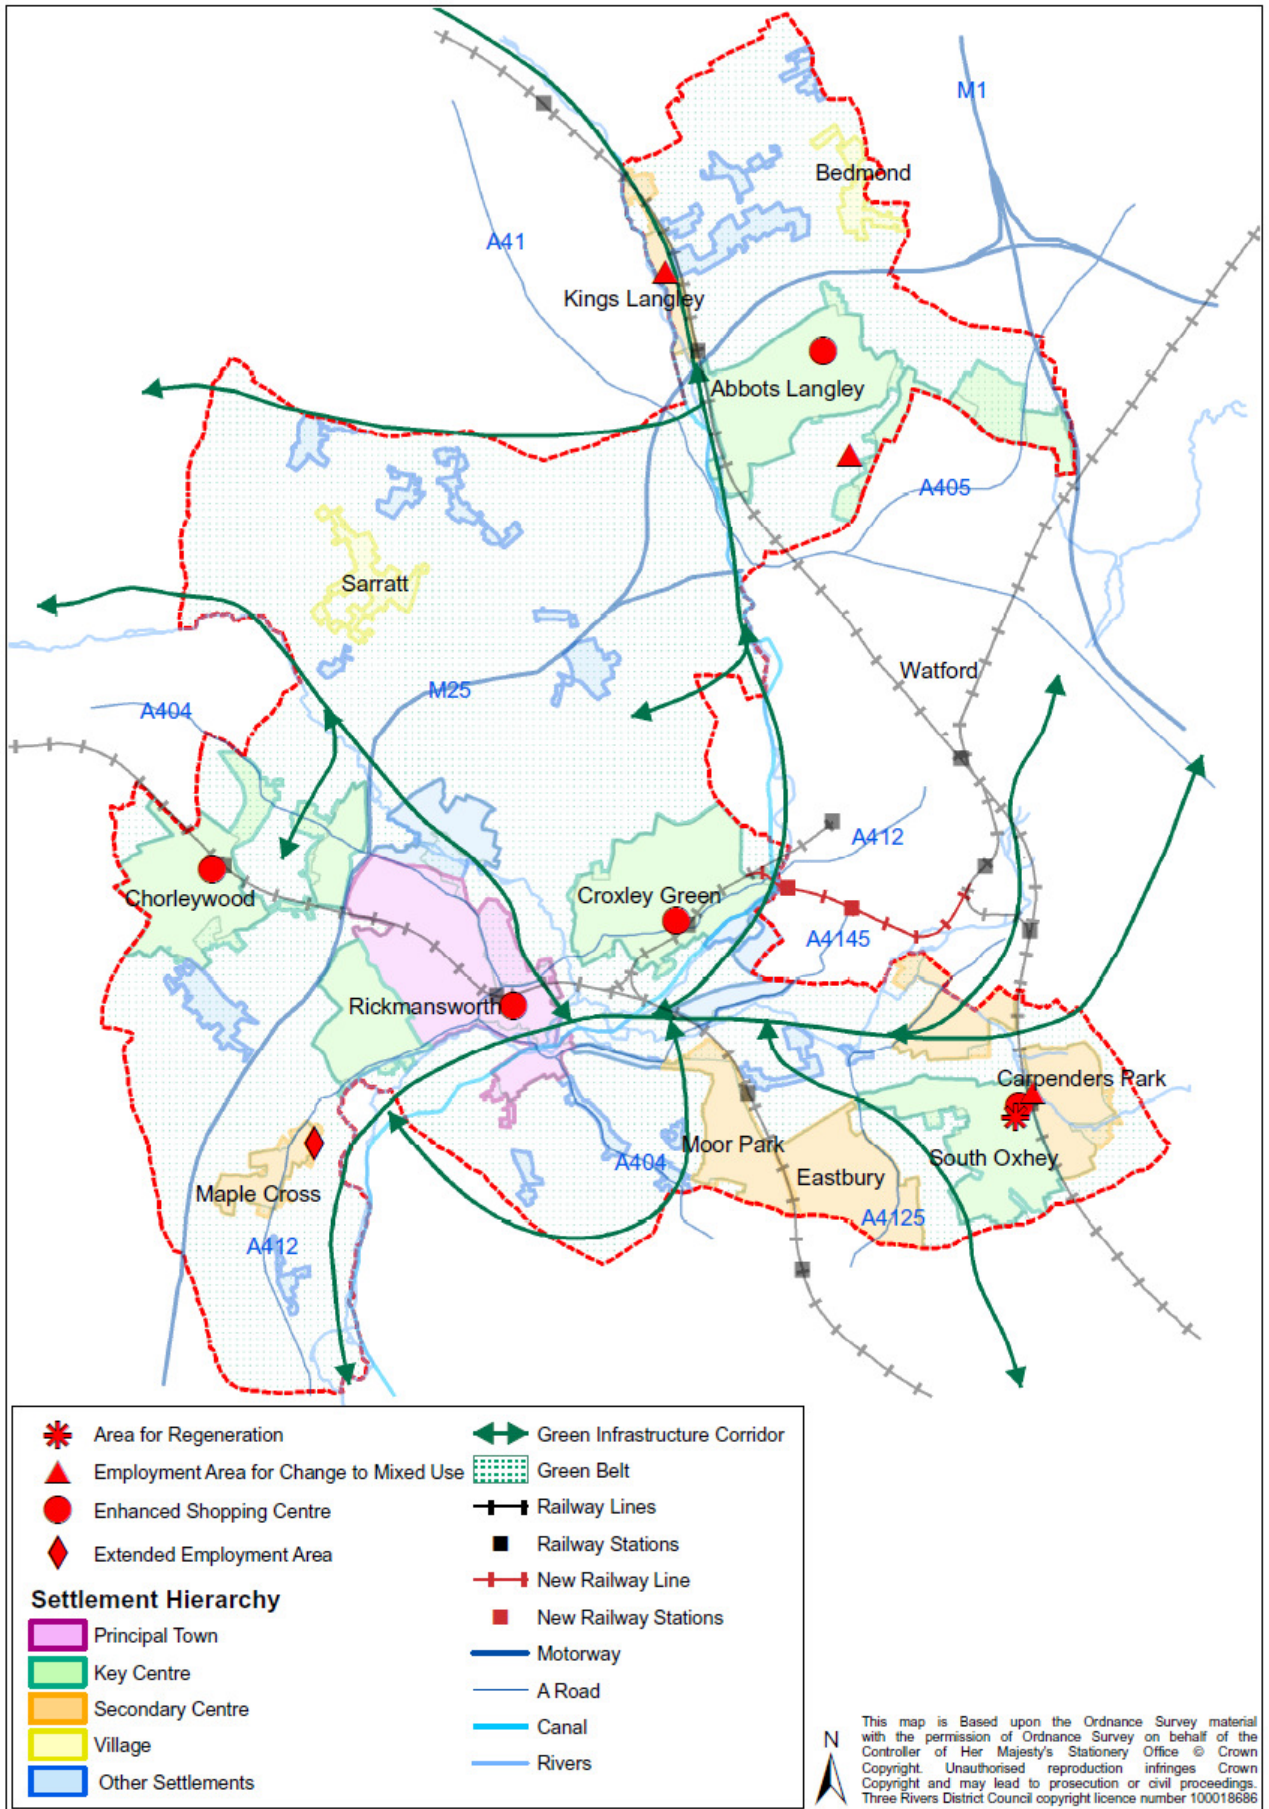 M1
Bedmond
A41
Kings Langley
Abbots Langley
A405
Sarratt
Watford
M25
A404
A412
Chorleywood
Croxley Green
A4145
Rickmansworth
Carpenders Park
Moor Park
South Oxhey
A404
Eastbury
Maple Cross
A4125
A412
Area for Regeneration
Employment Area for Change to Mixed Use
Enhanced Shopping Centre
Extended Employment Area
Settlement Hierarchy
Principal Town
Key Centre
Secondary Centre
Village
Other Settlements
Green Infrastructure Corridor
Green Belt
Railway Lines
Railway Stations
New Railway Line
New Railway Stations
Motorway
A Road
Canal
Rivers
N
This map is Based upon the Ordnance Survey material
with the permission of Ordnance Survey on behalf of the
Controller of Her Majesty's Stationery Office © Crown
Copyright. Unauthorised reproduction infringes Crown
Copyright and may lead to prosecution or civil proceedings.
Three Rivers District Council copyright licence number 100018686